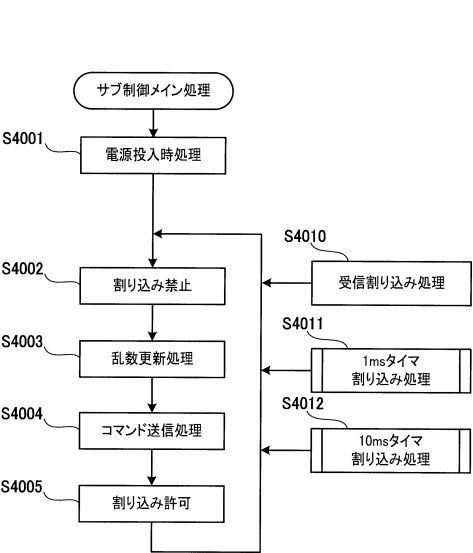 サブ制御メイン処理
S4001
電源投入時処理
S4002
割り込み禁止
S4003
乱数更新処理
S4004
コマンド送信処理
S4005
割り込み許可
S4010
受信割り込み処理
S4011
1msタイマ
割り込み処理
S4012
10msタイマ
割り込み処理